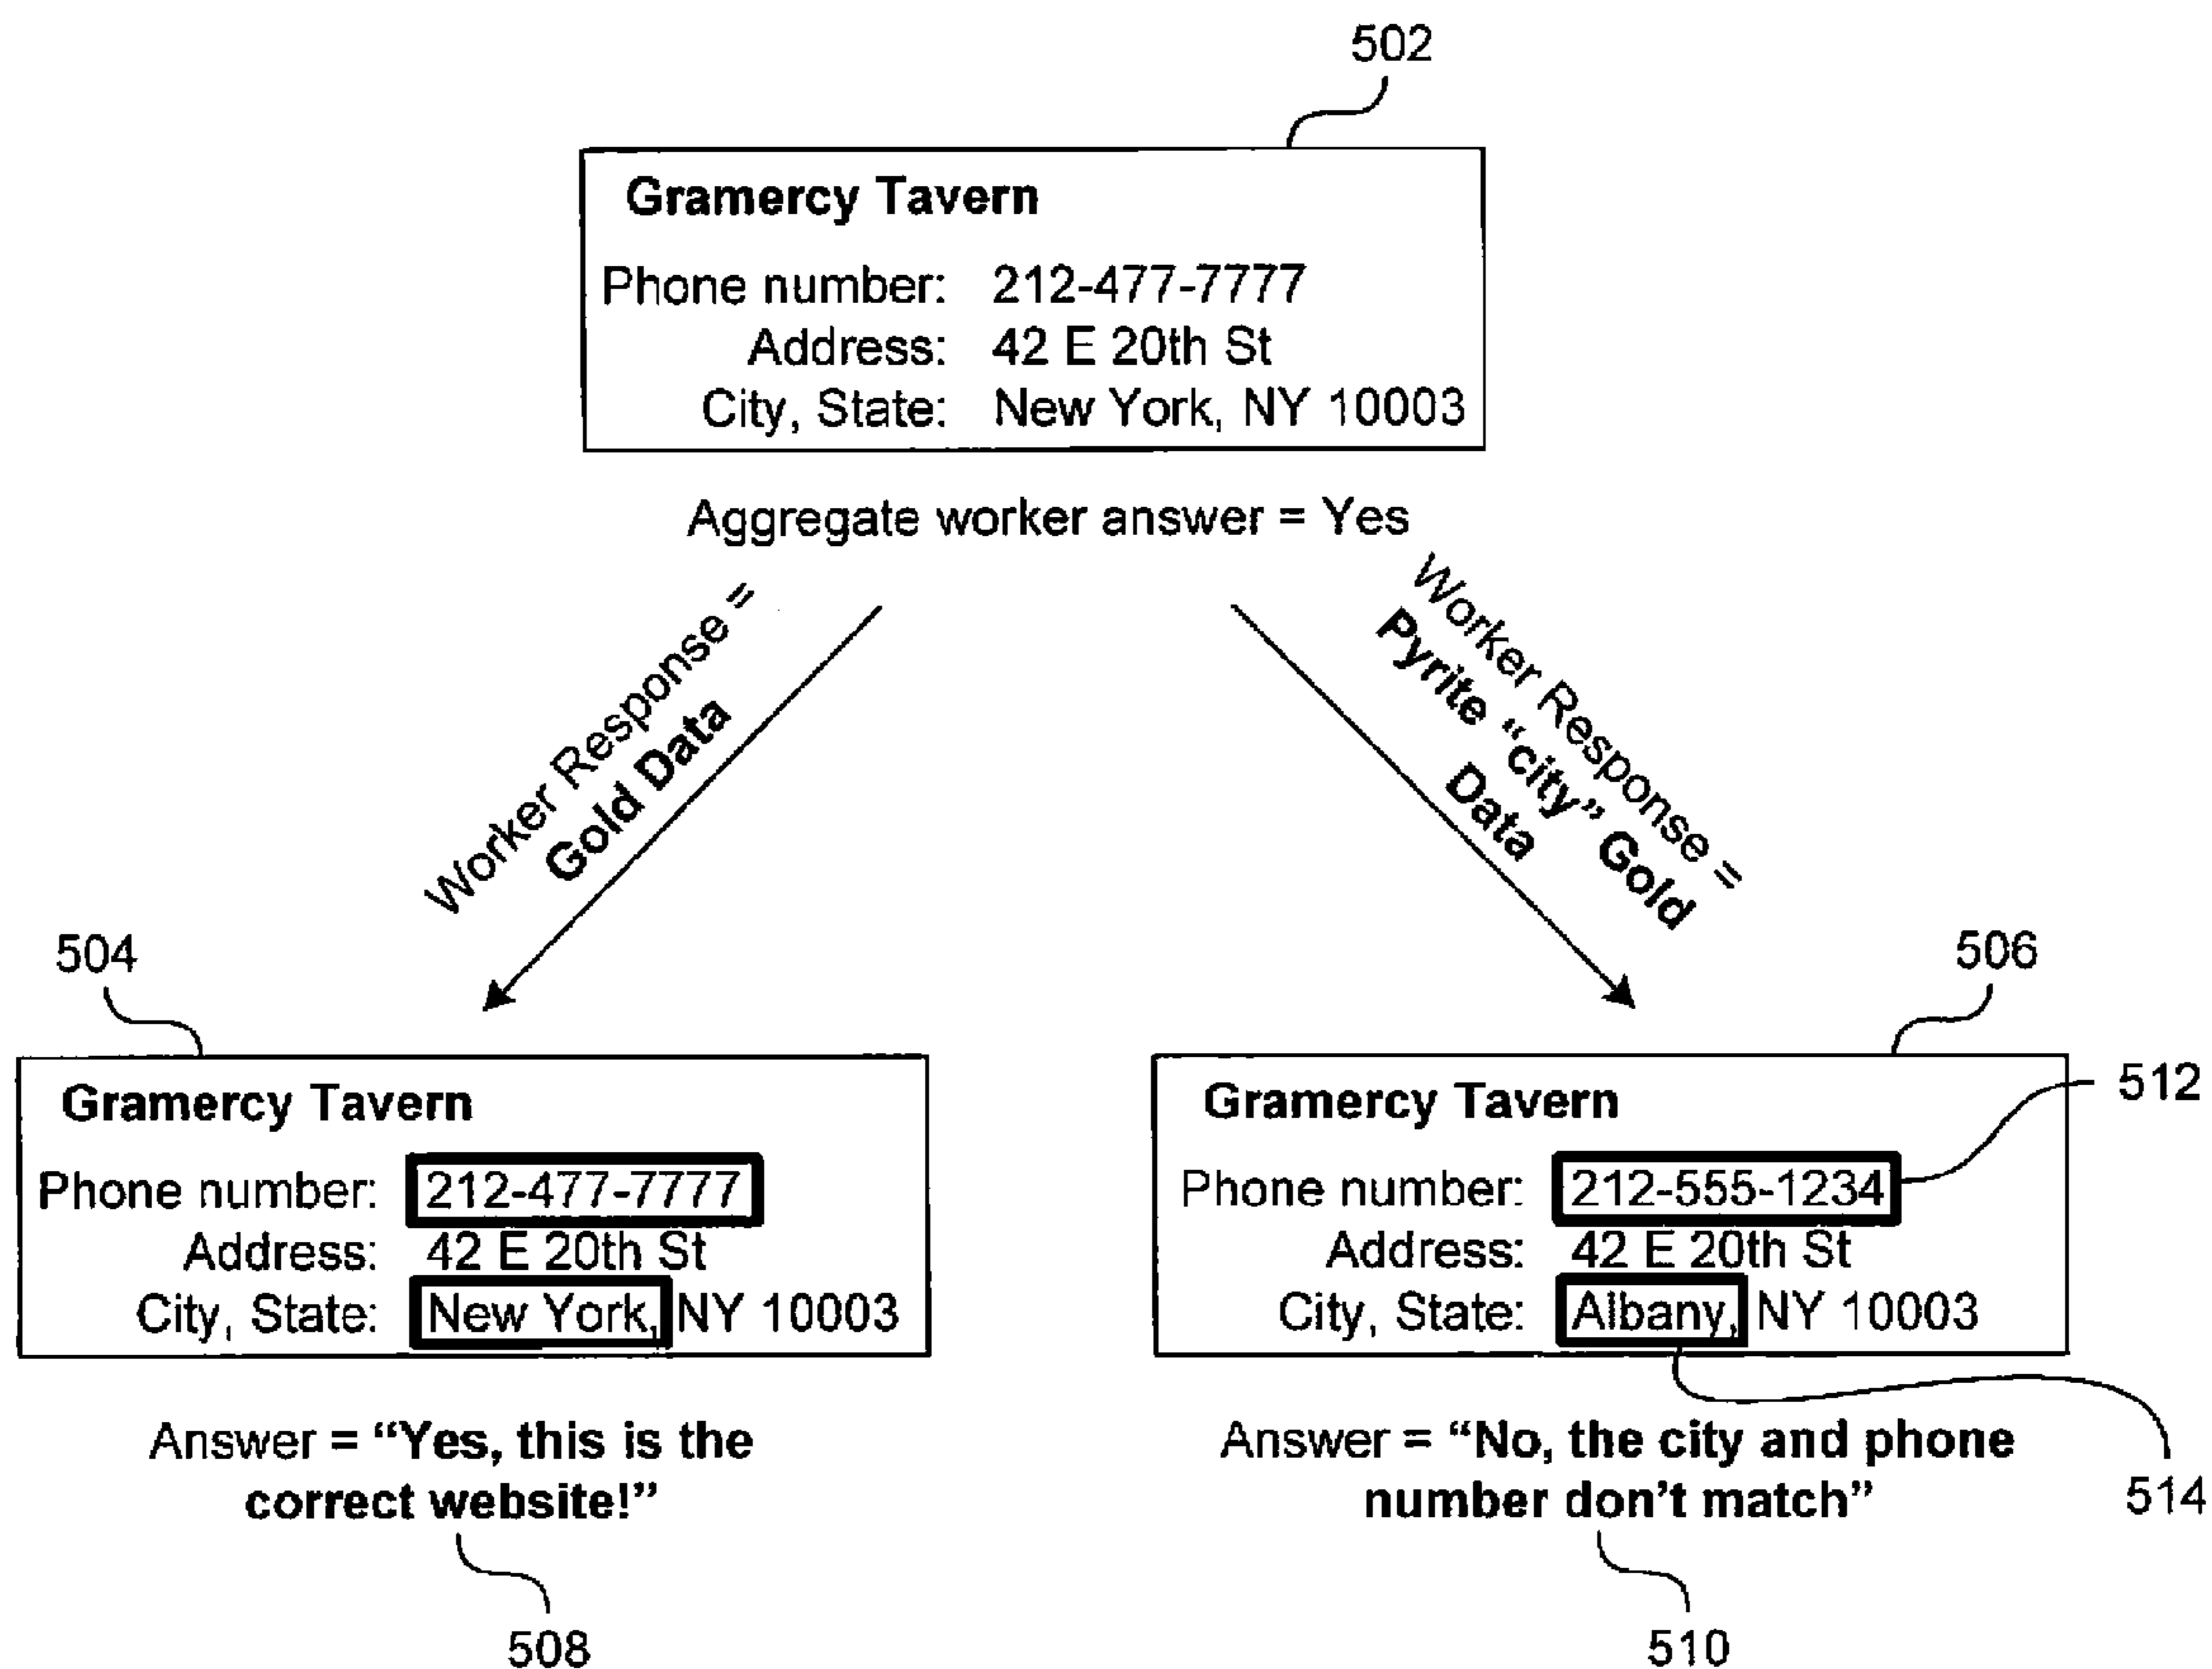 502
Gramercy Tavern
Phone number: 212-477-7777
Address: 42 E 20th St
City, State: New York, NY 10003
Aggregate worker answer = Yes
Worker Response =
Gold Data
Worker Response =
Pyrite “city” Gold
Data
504
Gramercy Tavern
Phone number: 212-477-7777
Address: 42 E 20th St
City, State: New York, NY 10003
Answer = “Yes, this is the
correct website!”
508
506
512
Gramercy Tavern
Phone number: 212-555-1234
Address: 42 E 20th St
City, State: Albany, NY 10003
Answer = “No, the city and phone
number don’t match”
514
510